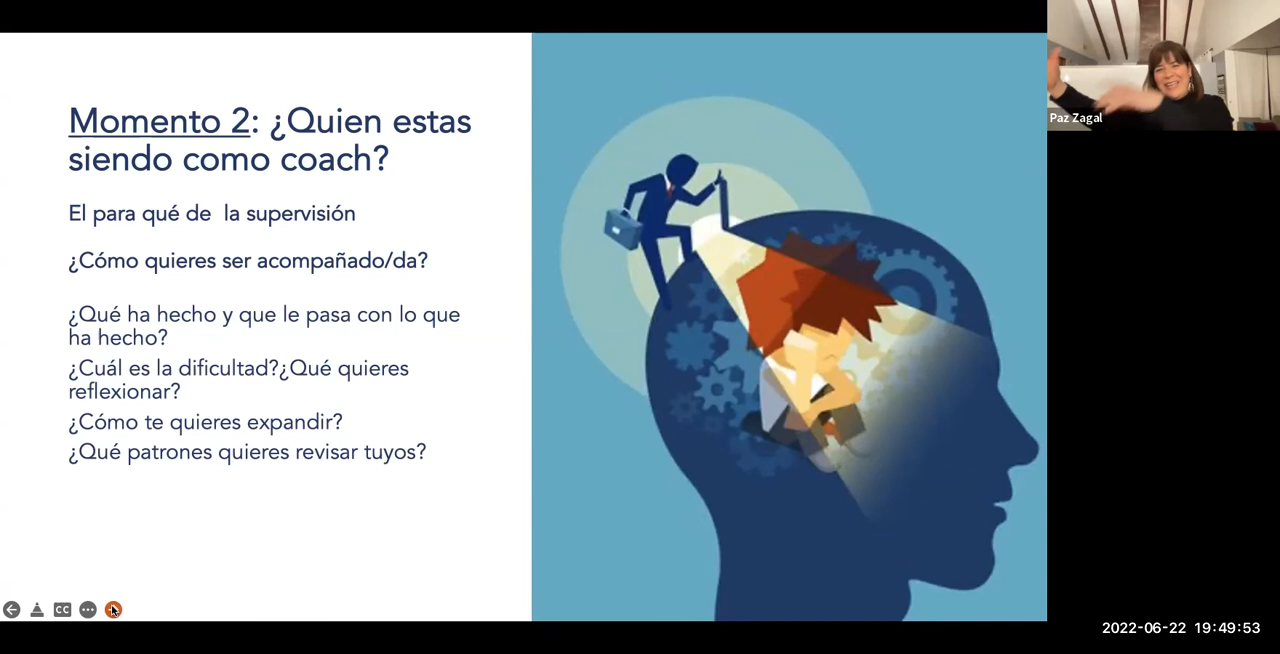 Momento 2: ¿Quien estas
siendo como coach?
El para qué de  la supervisión
¿Cómo quieres ser acompañado/da?
¿Qué ha hecho y que le pasa con lo que
ha hecho?
¿Cuál es la dificultad?¿Qué quieres
reflexionar?
¿Cómo te quieres expandir?
¿Qué patrones quieres revisar tuyos?
Paz Zagal
CC
2022-06-22 19:49:53